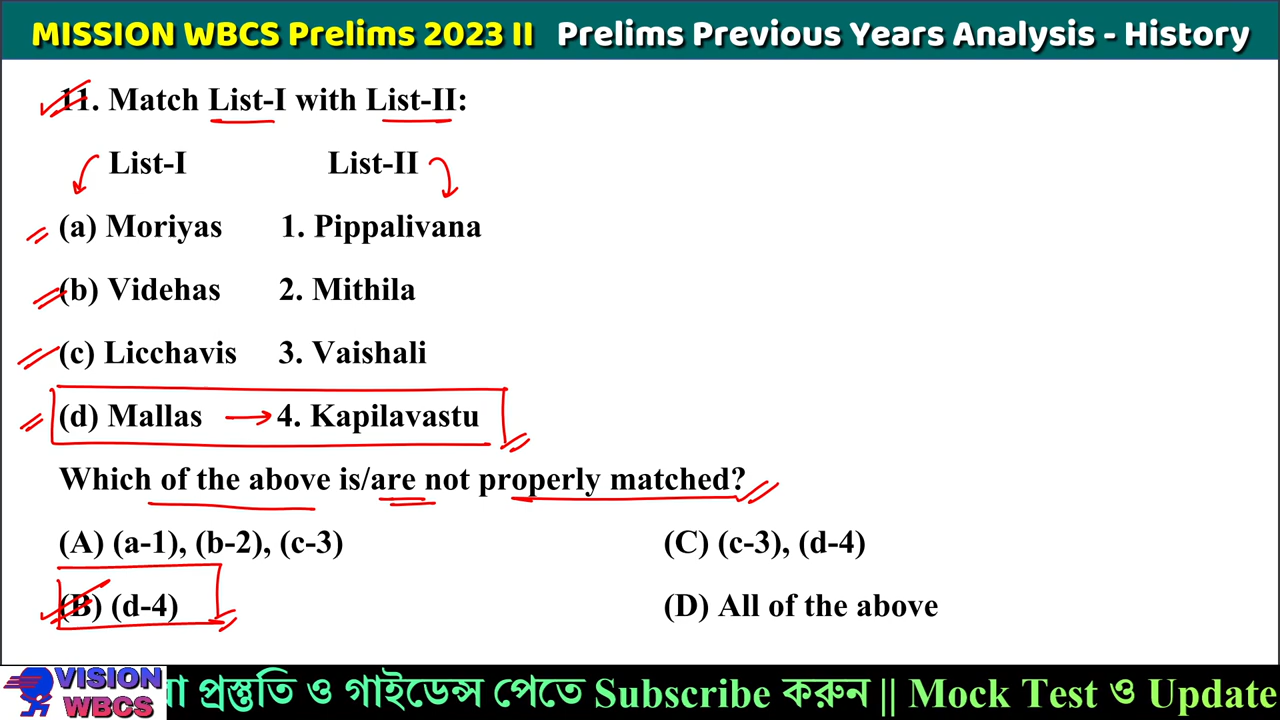 MISSION WBCS Prelims 2023 II Prelims Previous Years Analysis - History
11. Match List-I with List-II:
List-I List-II
(a) Moriyas 1. Pippalivana
(b) Videhas 2. Mithila
(c) Licchavis 3. Vaishali
(d) Mallas 4. Kapilavastu
Which of the above is/are not properly matched?
(A) (a-1), (b-2), (c-3) (C) (c-3), (d-4)
(B) (d-4) (D) All of the above
VISION
WBCS
প্রস্তুতি ও গাইডেন্স পেতে Subscribe করুন || Mock Test ও Update